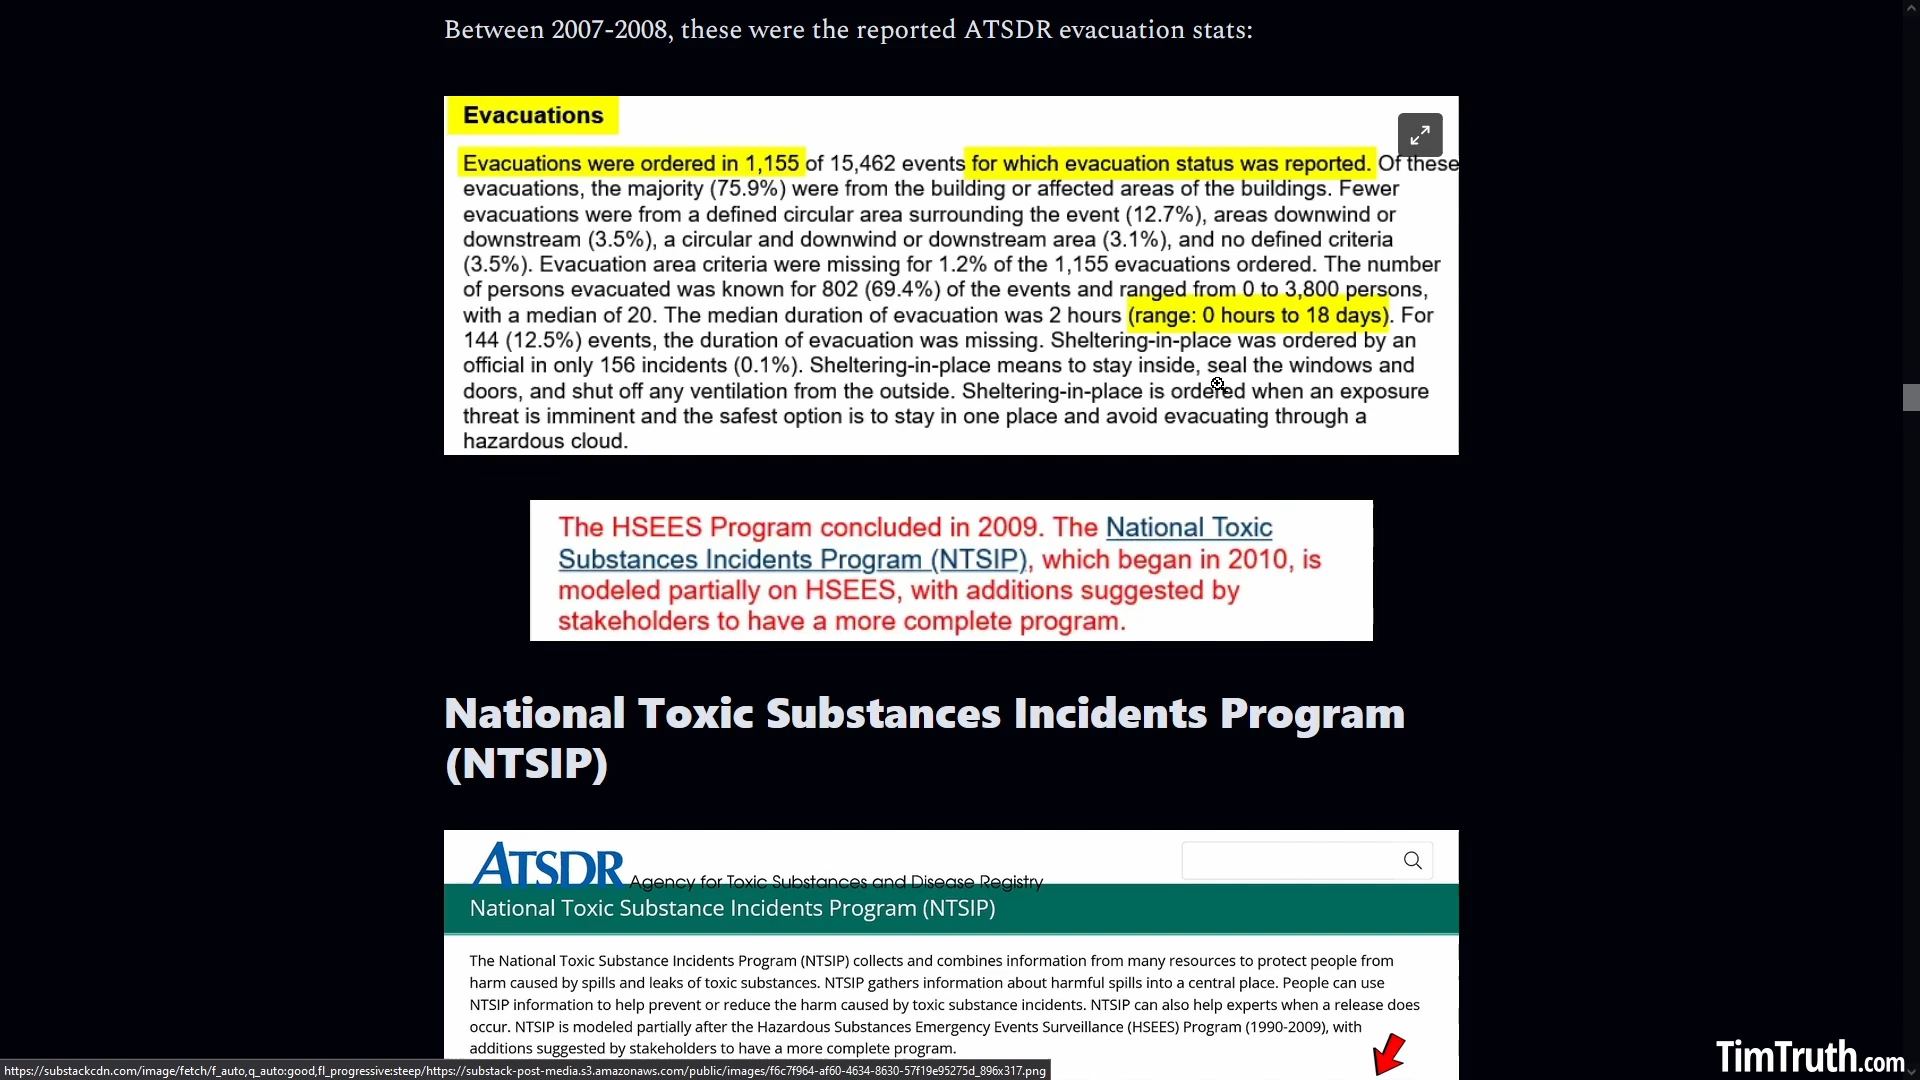 Between 2007-2008, these were the reported ATSDR evacuation stats:
Evacuations
Evacuations were ordered in 1,155 of 15,462 events for which evacuation status was reported. Of these
evacuations, the majority (75.9%) were from the building or affected areas of the buildings. Fewer
evacuations were from a defined circular area surrounding the event (12.7%), areas downwind or
downstream (3.5%), a circular and downwind or downstream area (3.1%), and no defined criteria
(3.5%). Evacuation area criteria were missing for 1.2% of the 1,155 evacuations ordered. The number
of persons evacuated was known for 802 (69.4%) of the events and ranged from 0 to 3,800 persons,
with a median of 20. The median duration of evacuation was 2 hours (range: 0 hours to 18 days). For
144 (12.5%) events, the duration of evacuation was missing. Sheltering-in-place was ordered by an
official in only 156 incidents (0.1%). Sheltering-in-place means to stay inside, seal the windows and
doors, and shut off any ventilation from the outside. Sheltering-in-place is ordered when an exposure
threat is imminent and the safest option is to stay in one place and avoid evacuating through a
hazardous cloud.
The HSEES Program concluded in 2009. The National Toxic
Substances Incidents Program (NTSIP), which began in 2010, is
modeled partially on HSEES, with additions suggested by
stakeholders to have a more complete program.
National Toxic Substances Incidents Program
(NTSIP)
ATSDR Agency for Toxic Substances and Disease Registry
National Toxic Substance Incidents Program (NTSIP)
The National Toxic Substance Incidents Program (NTSIP) collects and combines information from many resources to protect people from
harm caused by spills and leaks of toxic substances. NTSIP gathers information about harmful spills into a central place. People can use
NTSIP information to help prevent or reduce the harm caused by toxic substance incidents. NTSIP can also help experts when a release does
occur. NTSIP is modeled partially after the Hazardous Substances Emergency Events Surveillance (HSEES) Program (1990-2009), with
additions suggested by stakeholders to have a more complete program.
TimTruth.com
https://substackcdn.com/image/fetch/f_auto,q_auto:good,fl_progressive:steep/https://substack-post-media.s3.amazonaws.com/public/images/f6c7f964-af60-4634-8630-57f19e95275d_896x317.png